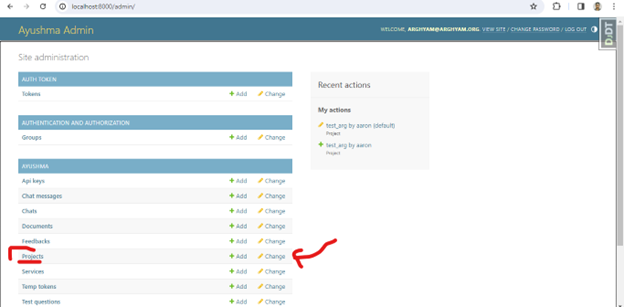 localhost:8000/admin/
Ayushma Admin
WELCOME, ARGHYAM@ARGHYAM.ORG. VIEW SITE / CHANGE PASSWORD / LOG OUT
DjDT
Site administration
AUTH TOKEN
Tokens + Add Change
AUTHENTICATION AND AUTHORIZATION
Groups + Add Change
AYUSHMA
Api keys + Add Change
Chat messages + Add Change
Chats + Add Change
Documents + Add Change
Feedbacks + Add Change
Projects + Add Change
Services + Add Change
Temp tokens + Add Change
Test questions + Add Change
Recent actions
My actions
test_arg by aaron (default)
Project
+ test_arg by aaron
Project